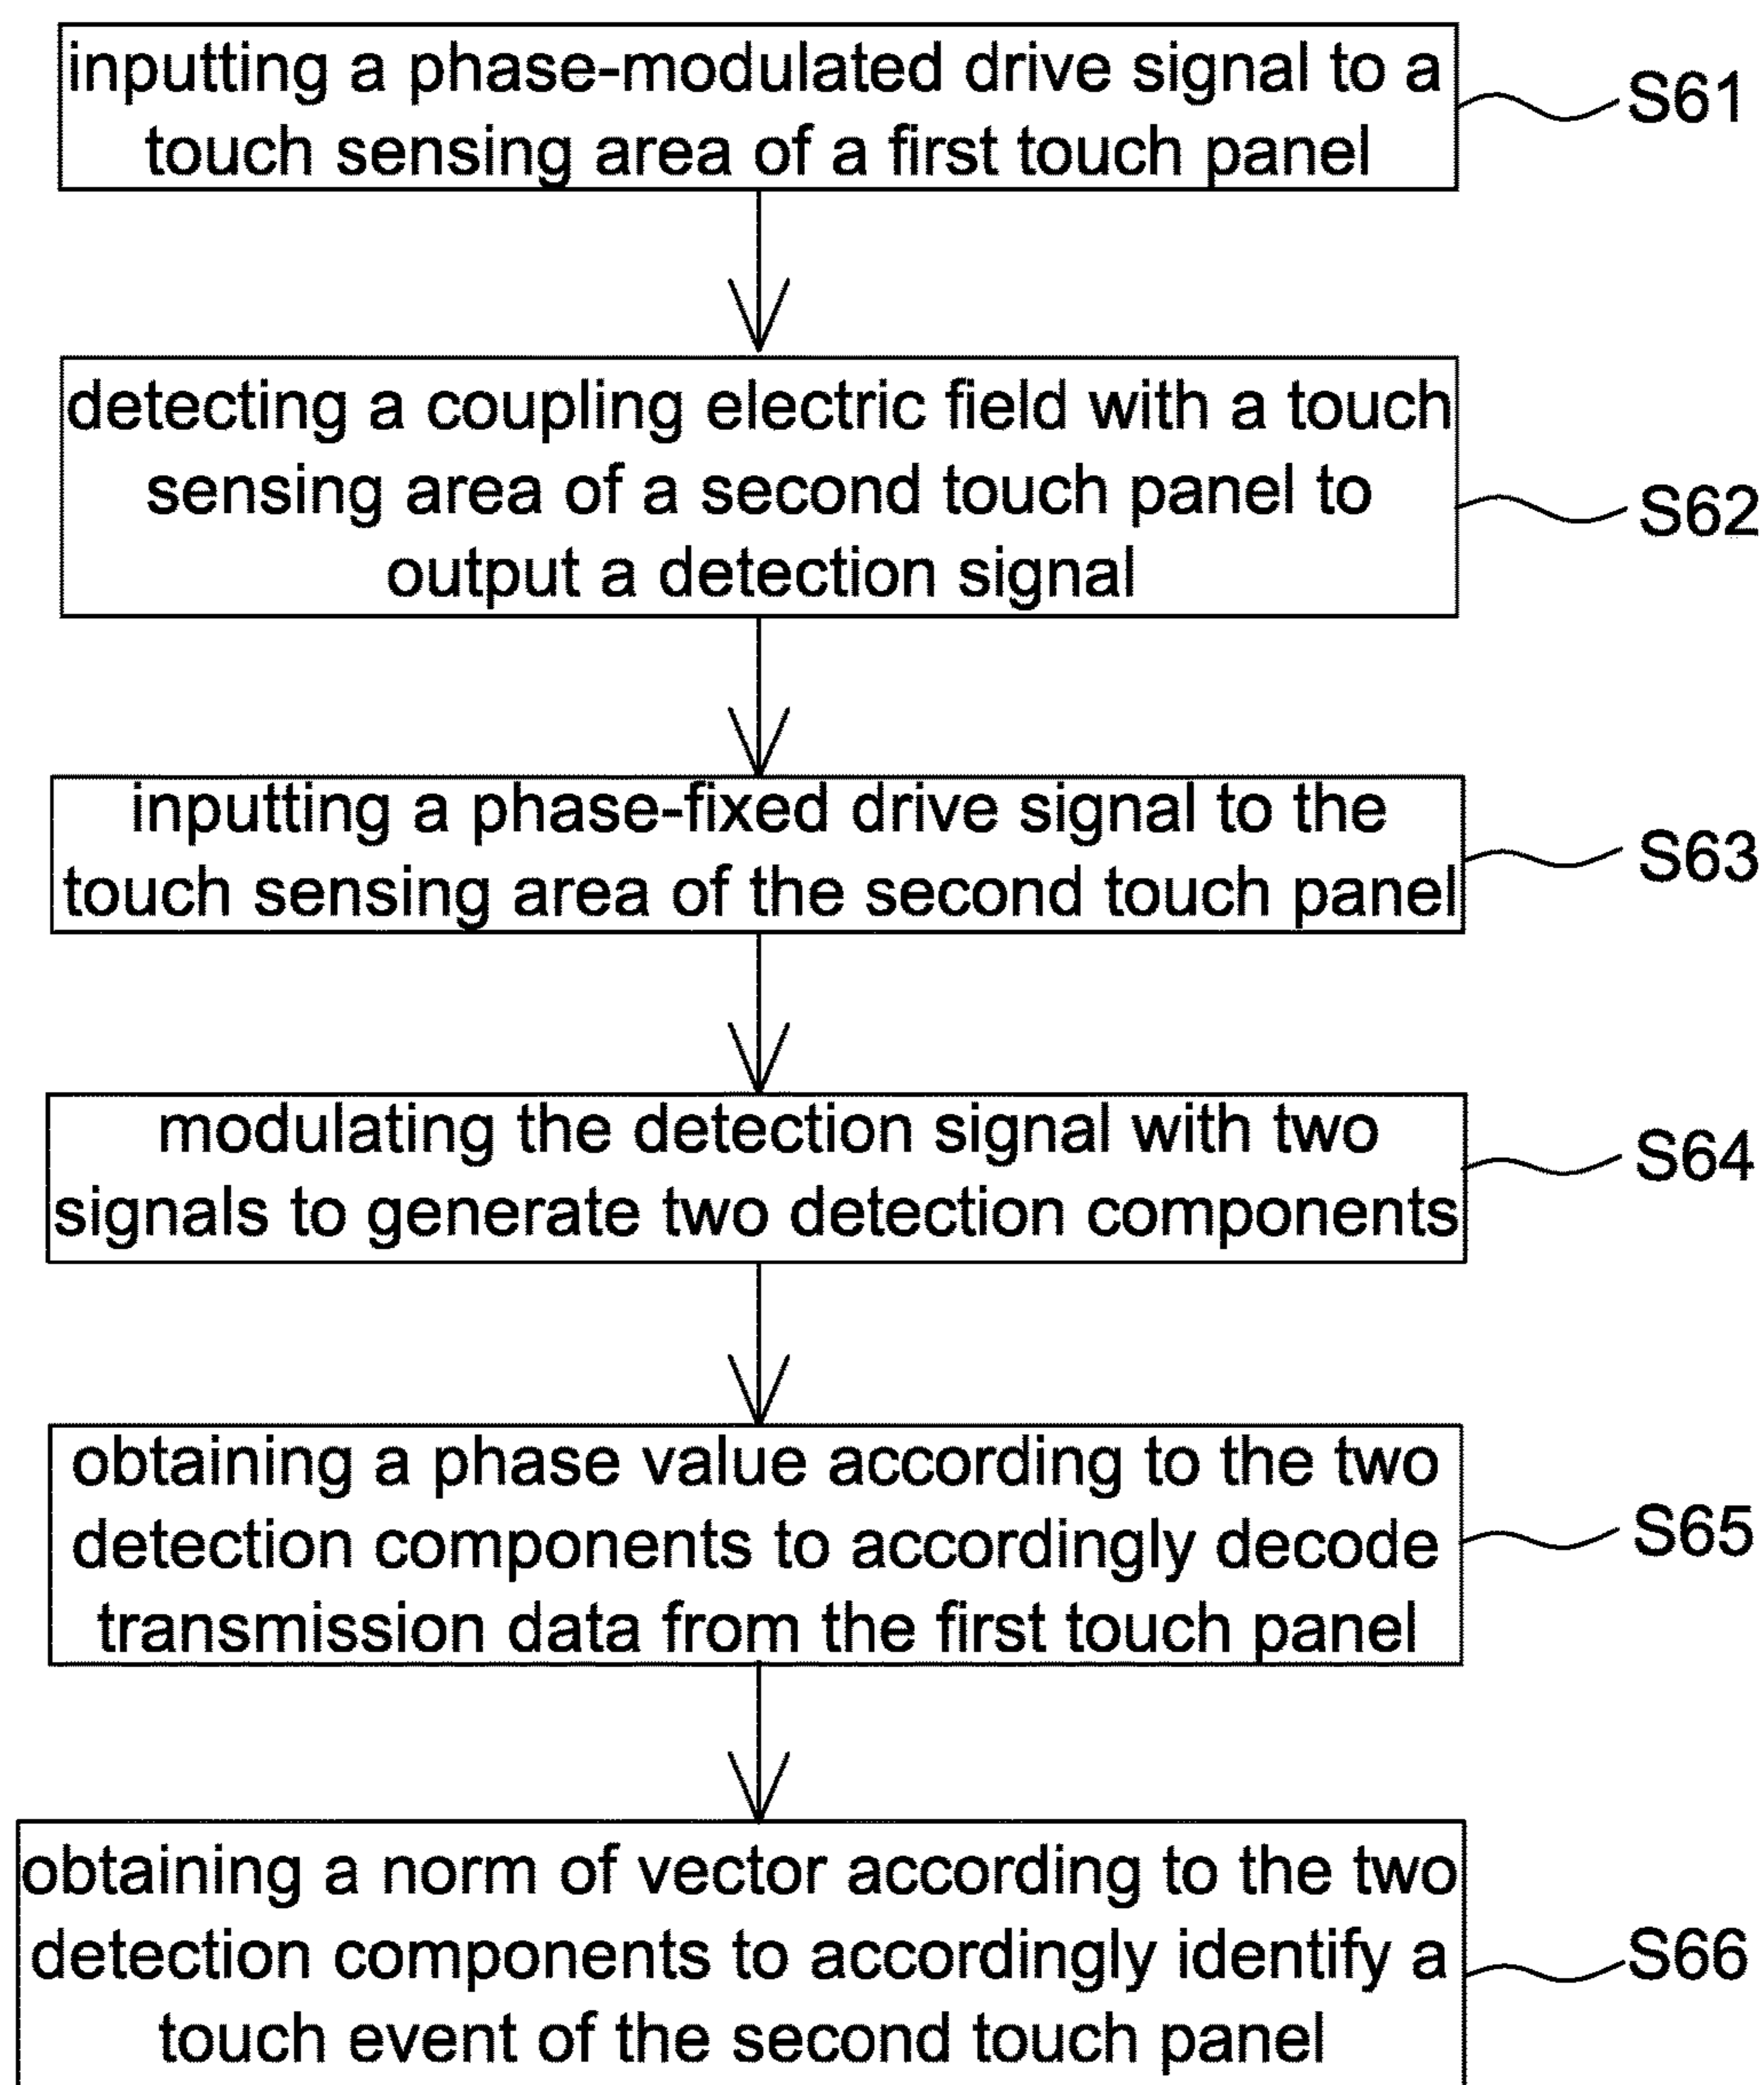 inputting a phase-modulated drive signal to a
touch sensing area of a first touch panel
S61
detecting a coupling electric field with a touch
sensing area of a second touch panel to
output a detection signal
S62
inputting a phase-fixed drive signal to the
touch sensing area of the second touch panel
S63
modulating the detection signal with two
signals to generate two detection components
S64
obtaining a phase value according to the two
detection components to accordingly decode
transmission data from the first touch panel
S65
obtaining a norm of vector according to the two
detection components to accordingly identify a
touch event of the second touch panel
S66